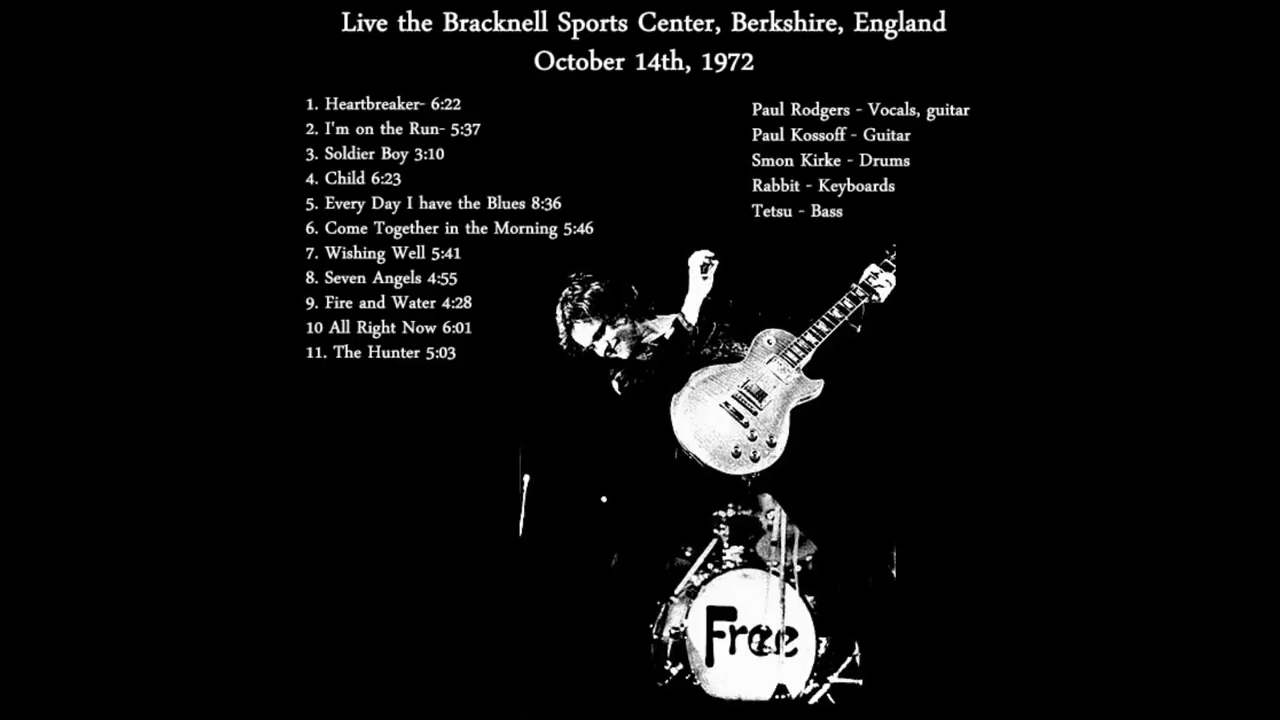 Live the Bracknell Sports Center, Berkshire, England
October 14th, 1972
1. Heartbreaker- 6:22
2. I'm on the Run- 5:37
3. Soldier Boy 3:10
4. Child 6:23
5. Every Day I have the Blues 8:36
6. Come Together in the Morning 5:46
7. Wishing Well 5:41
8. Seven Angels 4:55
9. Fire and Water 4:28
10 All Right Now 6:01
11. The Hunter 5:03
Paul Rodgers - Vocals, guitar
Paul Kossoff - Guitar
Smon Kirke - Drums
Rabbit - Keyboards
Tetsu - Bass
Free